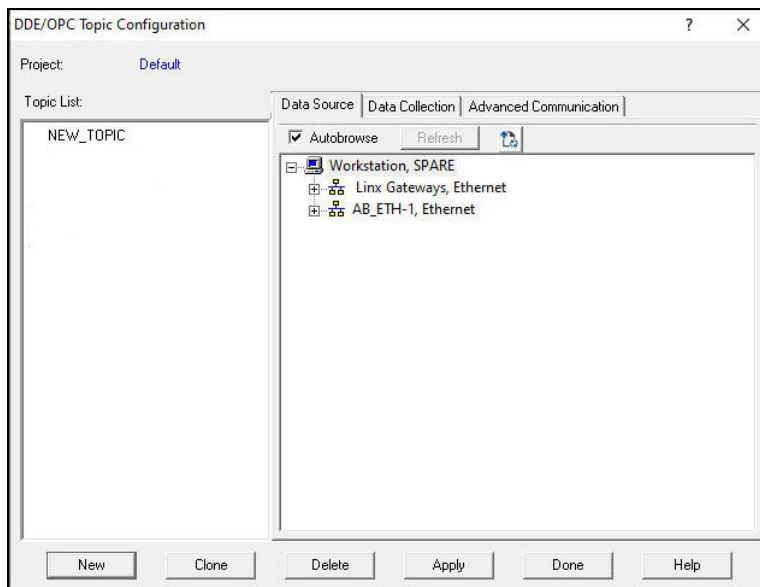 DDE/OPC Topic Configuration
? X
Project: Default
Topic List:
NEW_TOPIC
Data Source Data Collection Advanced Communication
Autobrowse Refresh
Workstation, SPARE
Linx Gateways, Ethernet
AB_ETH-1, Ethernet
New Clone Delete Apply Done Help